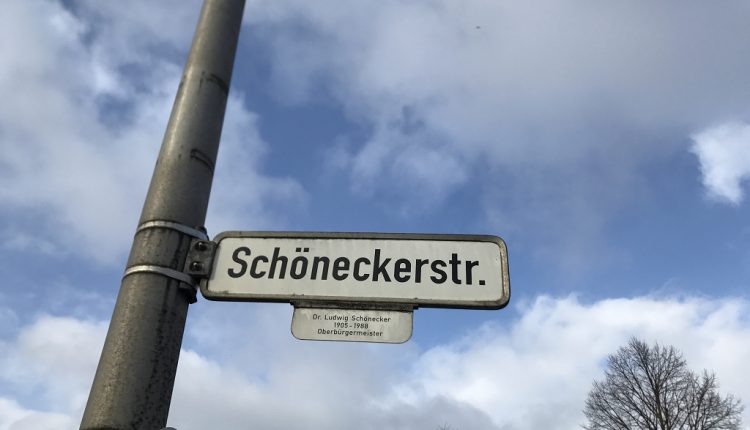 Schöneckerstr.
Dr. Ludwig Schönecker
1905-1988
Oberbürgermeister